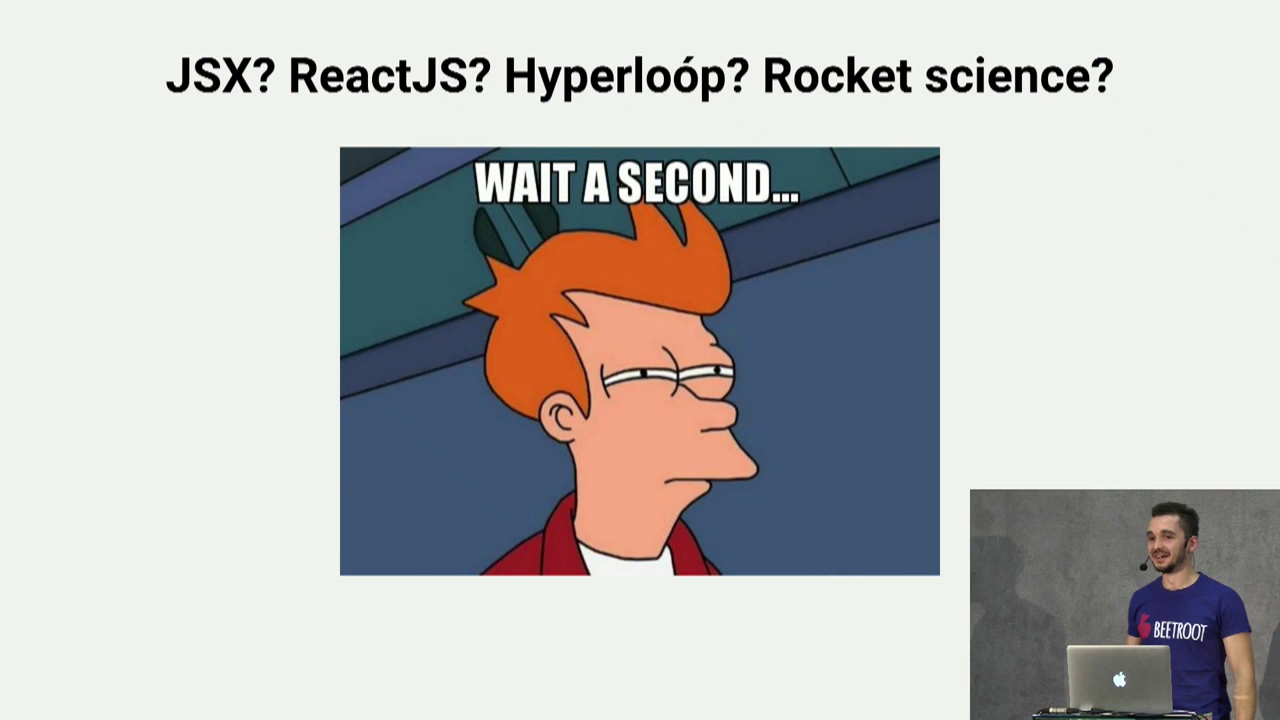 JSX? ReactJS? Hyperloóp? Rocket science?
WAIT A SECOND...
BEETROOT